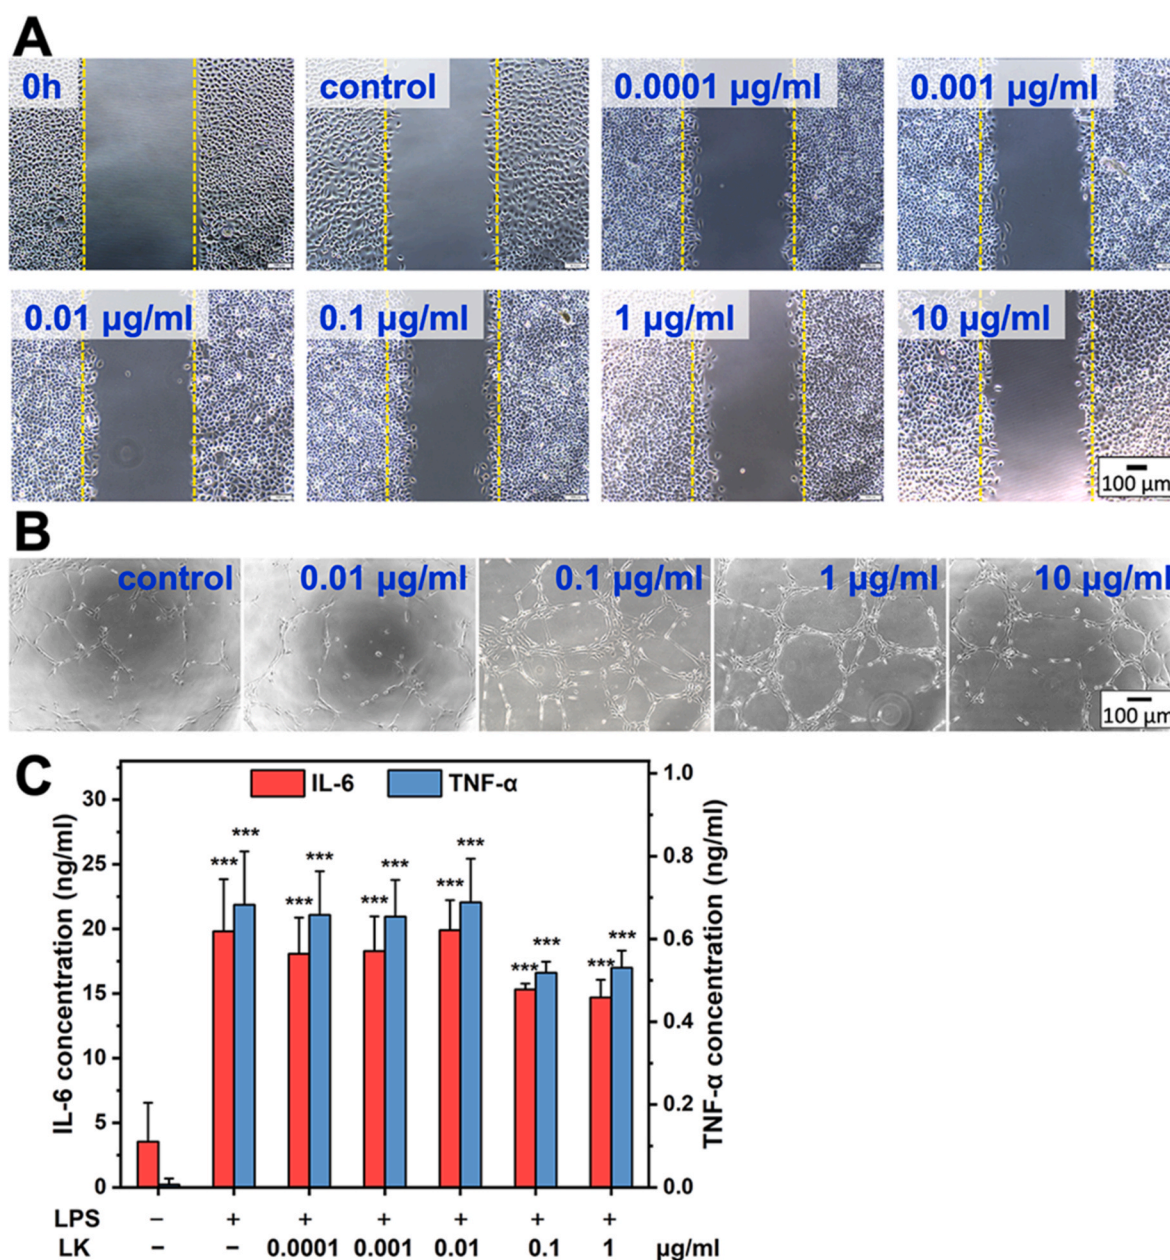 A
0h control 0.0001 µg/ml 0.001 µg/ml
0.01 µg/ml 0.1 µg/ml 1 µg/ml 10 µg/ml
100 µm
B
control 0.01 µg/ml 0.1 µg/ml 1 µg/ml 10 µg/ml
100 µm
C
IL-6 TNF-α
IL-6 concentration (ng/ml)
30
25
20
15
10
5
0
*** *** *** *** *** *** *** *** *** *** *** ***
1.0
0.8
0.6
0.4
0.2
0.0
TNF-α concentration (ng/ml)
LPS − + + + + + +
LK − − 0.0001 0.001 0.01 0.1 1 µg/ml